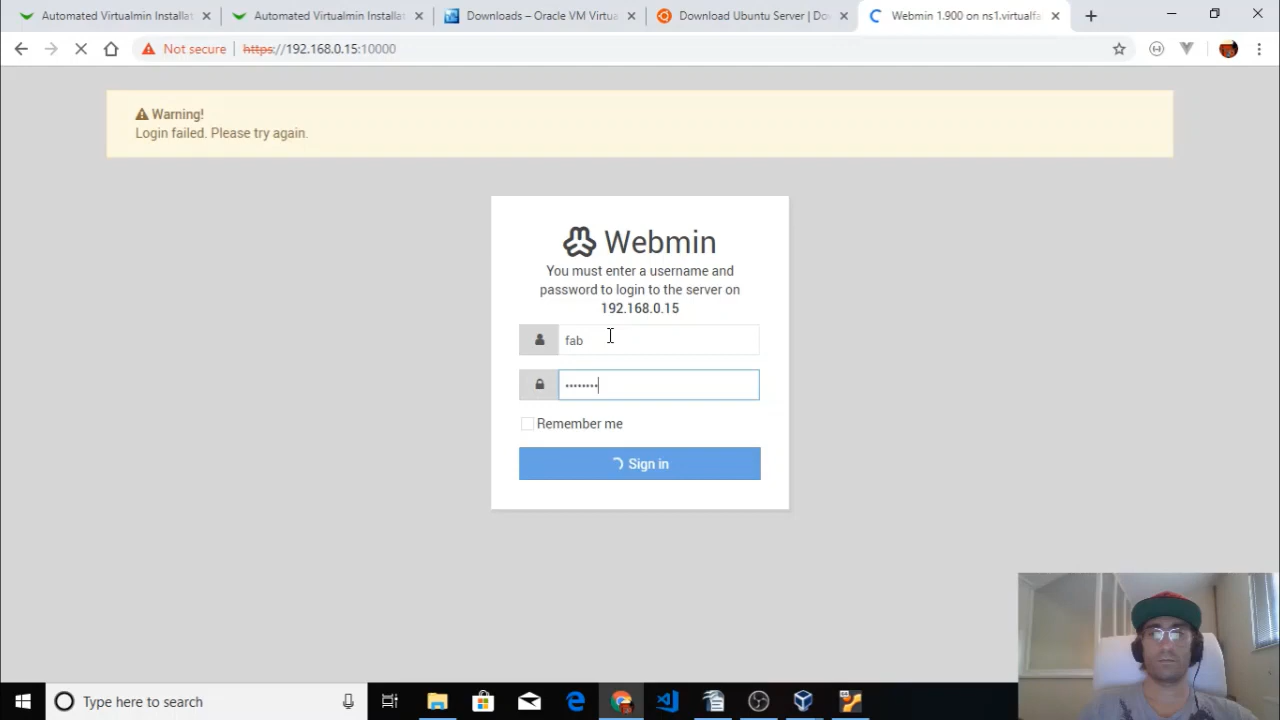 Automated Virtualmin Installat
Automated Virtualmin Installat
Downloads – Oracle VM Virtua
Download Ubuntu Server | Do
Webmin 1.900 on ns1.virtualfa
Not secure
https://192.168.0.15:10000
Warning!
Login failed. Please try again.
Webmin
You must enter a username and
password to login to the server on
192.168.0.15
fab
••••••••
Remember me
Sign in
Type here to search